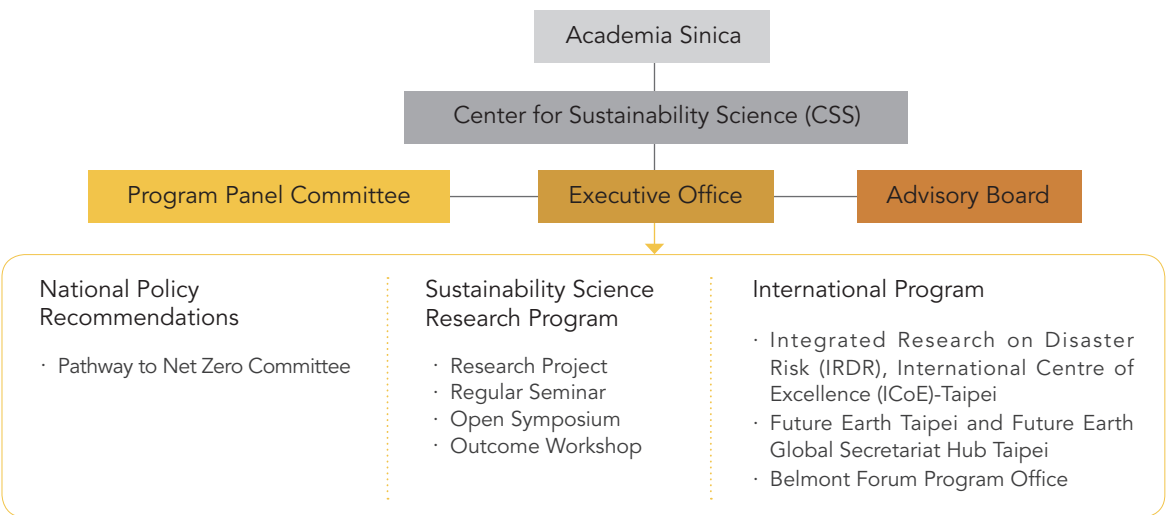 Academia Sinica
Center for Sustainability Science (CSS)
Program Panel Committee
Executive Office
Advisory Board
National Policy
Recommendations
· Pathway to Net Zero Committee
Sustainability Science
Research Program
· Research Project
· Regular Seminar
· Open Symposium
· Outcome Workshop
International Program
· Integrated Research on Disaster
Risk (IRDR), International Centre of
Excellence (ICoE)-Taipei
· Future Earth Taipei and Future Earth
Global Secretariat Hub Taipei
· Belmont Forum Program Office